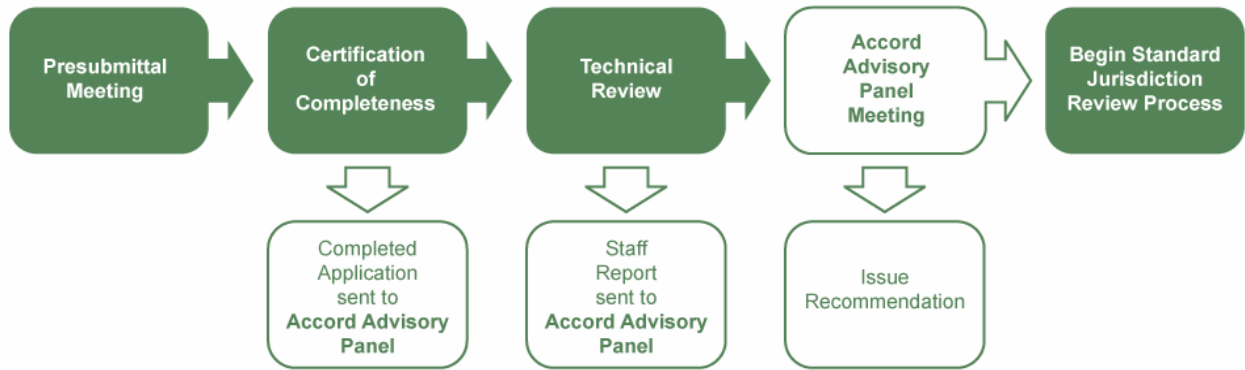 Presubmittal
Meeting
Certification
of
Completeness
Technical
Review
Accord
Advisory
Panel
Meeting
Begin Standard
Jurisdiction
Review Process
Completed
Application
sent to
Accord Advisory
Panel
Staff
Report
sent to
Accord Advisory
Panel
Issue
Recommendation